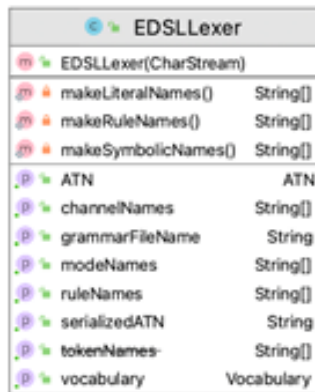 EDSLLexer
EDSLLexer(CharStream)
makeLiteralNames() String[]
makeRuleNames() String[]
makeSymbolicNames() String[]
ATN ATN
channelNames String[]
grammarFileName String
modeNames String[]
ruleNames String[]
serializedATN String
tokenNames String[]
vocabulary Vocabulary